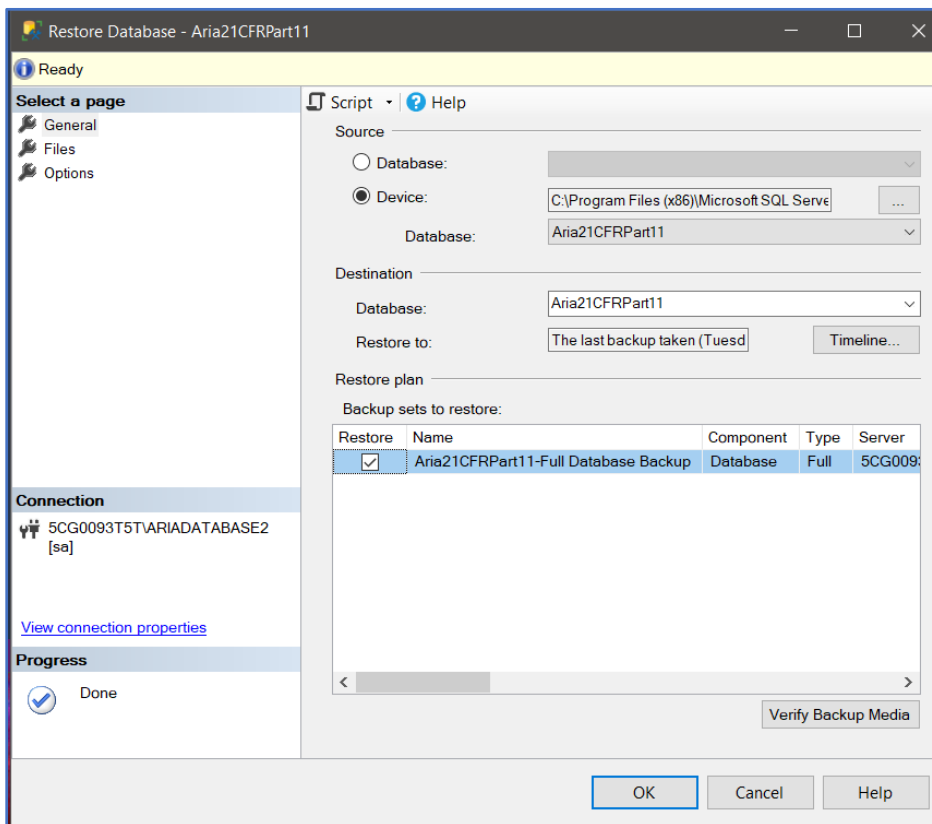 Restore Database - Aria21CFRPart11
Ready
Select a page
General
Files
Options
Script
Help
Source
Database:
Device:
C:\Program Files (x86)\Microsoft SQL Serve
...
Database:
Aria21CFRPart11
Destination
Database:
Aria21CFRPart11
Restore to:
The last backup taken (Tuesd
Timeline...
Restore plan
Backup sets to restore:
Restore Name Component Type Server
Aria21CFRPart11-Full Database Backup Database Full 5CG009
Connection
5CG0093T5T\ARIADATABASE2
[sa]
View connection properties
Progress
Done
Verify Backup Media
OK Cancel Help